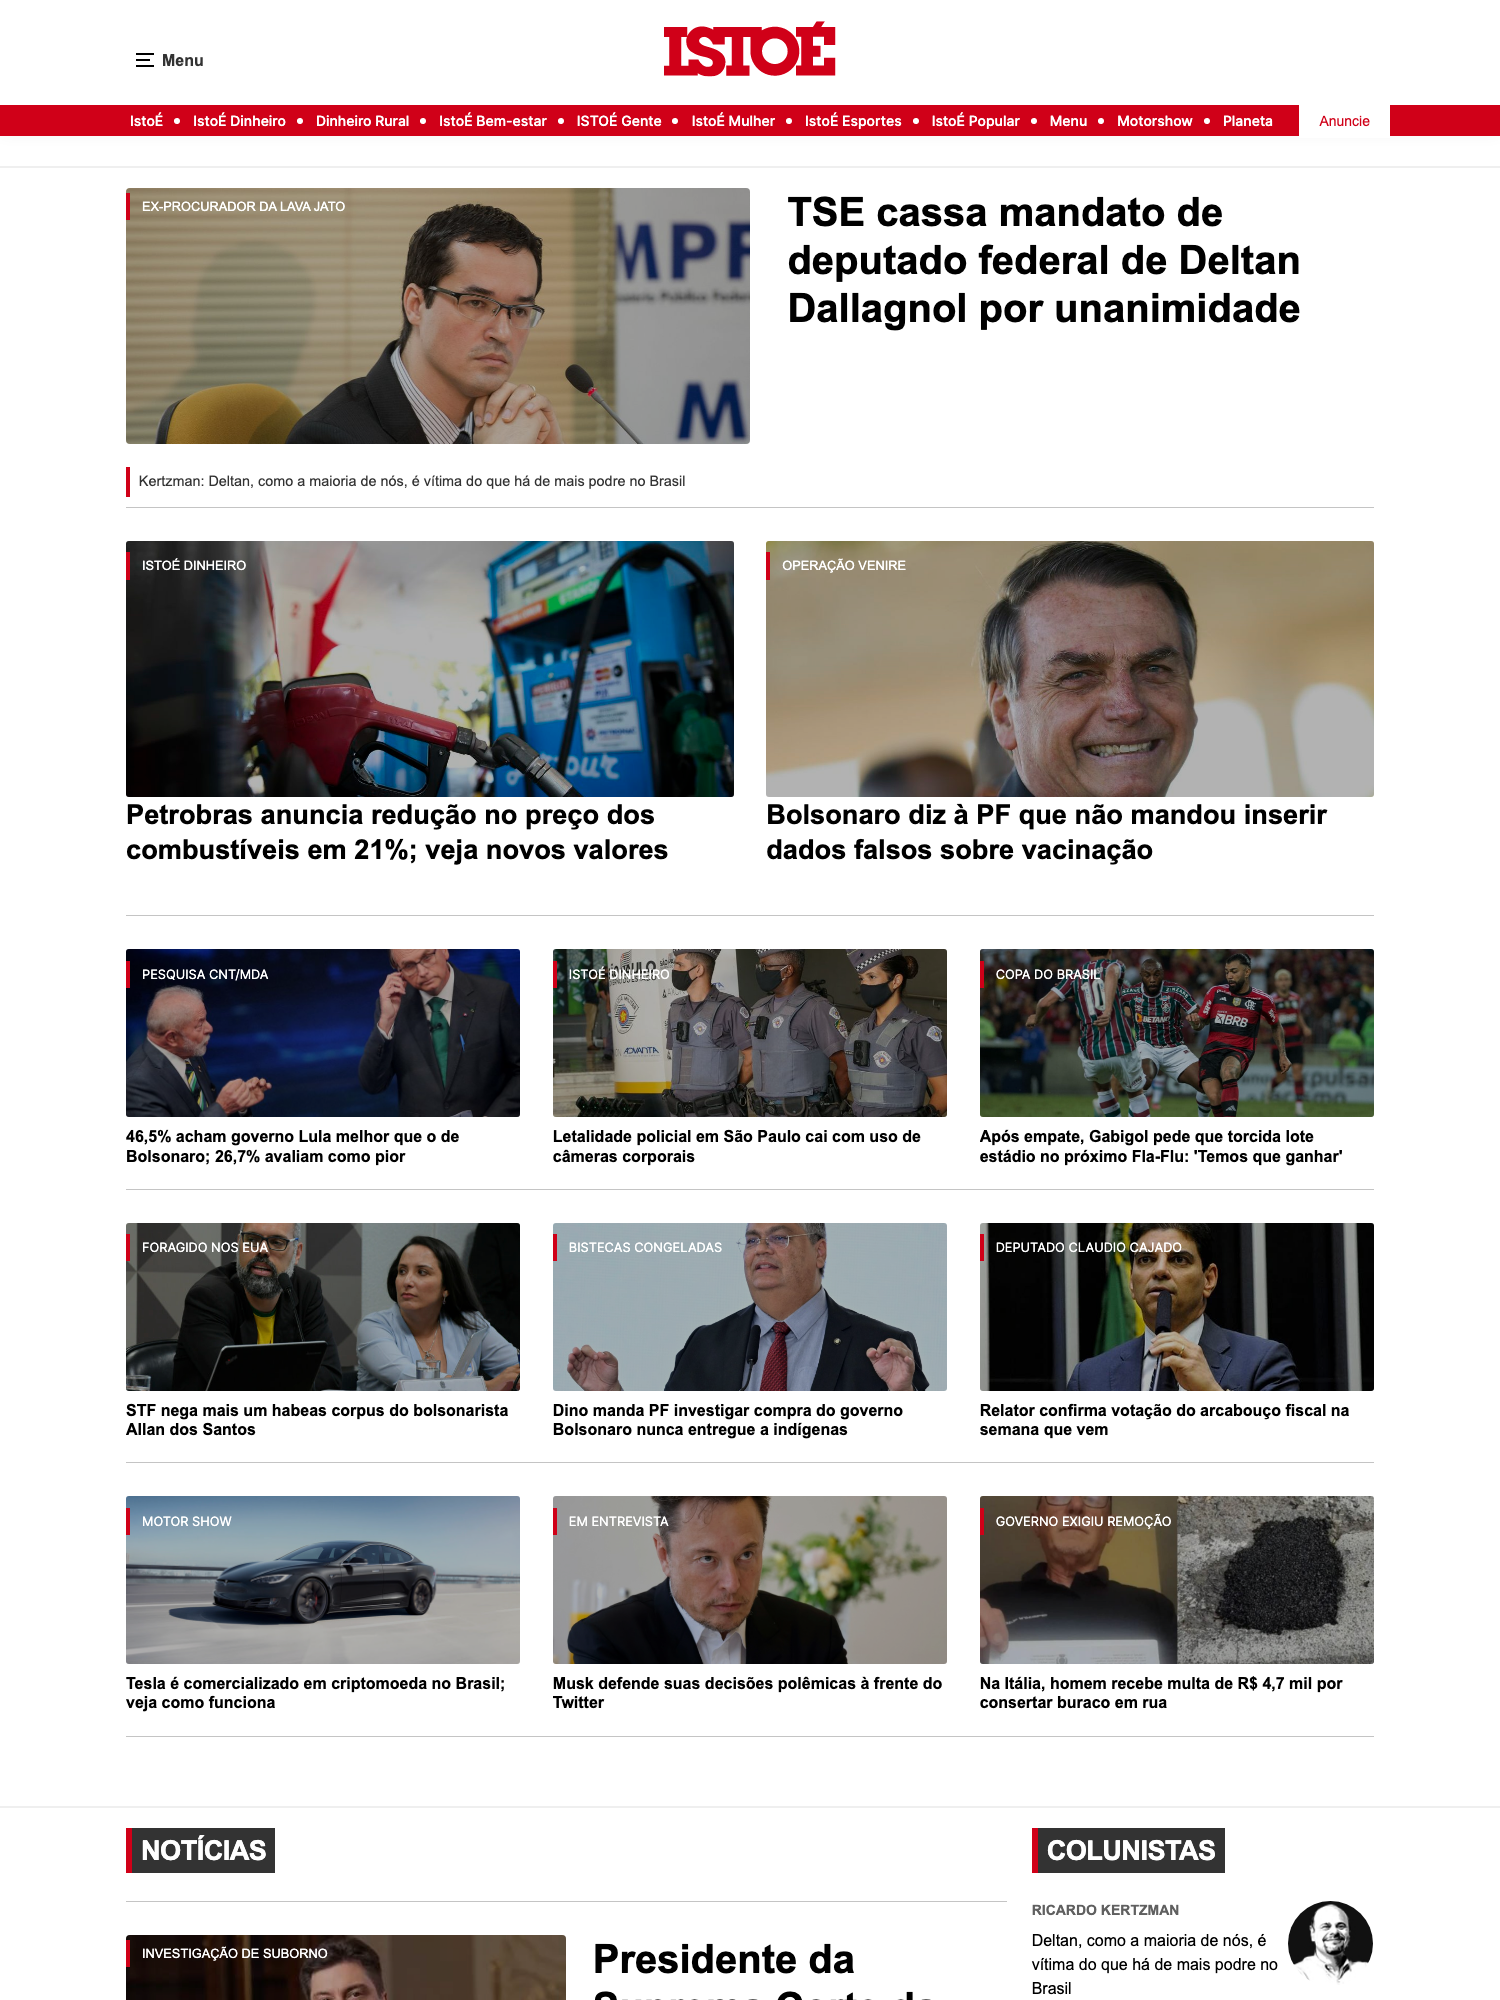 Menu
ISTOÉ
IstoÉ • IstoÉ Dinheiro • Dinheiro Rural • IstoÉ Bem-estar • ISTOÉ Gente • IstoÉ Mulher • IstoÉ Esportes • IstoÉ Popular • Menu • Motorshow • Planeta
Anuncie
EX-PROCURADOR DA LAVA JATO
MPF
M
TSE cassa mandato de
deputado federal de Deltan
Dallagnol por unanimidade
Kertzman: Deltan, como a maioria de nós, é vítima do que há de mais podre no Brasil
ISTOÉ DINHEIRO
Petrobras anuncia redução no preço dos
combustíveis em 21%; veja novos valores
OPERAÇÃO VENIRE
Bolsonaro diz à PF que não mandou inserir
dados falsos sobre vacinação
PESQUISA CNT/MDA
46,5% acham governo Lula melhor que o de
Bolsonaro; 26,7% avaliam como pior
ISTOÉ DINHEIRO
Letalidade policial em São Paulo cai com uso de
câmeras corporais
COPA DO BRASIL
10
BETANO
BRB
Após empate, Gabigol pede que torcida lote
estádio no próximo Fla-Flu: 'Temos que ganhar'
FORAGIDO NOS EUA
STF nega mais um habeas corpus do bolsonarista
Allan dos Santos
BISTECAS CONGELADAS
Dino manda PF investigar compra do governo
Bolsonaro nunca entregue a indígenas
DEPUTADO CLAUDIO CAJADO
Relator confirma votação do arcabouço fiscal na
semana que vem
MOTOR SHOW
Tesla é comercializado em criptomoeda no Brasil;
veja como funciona
EM ENTREVISTA
Musk defende suas decisões polêmicas à frente do
Twitter
GOVERNO EXIGIU REMOÇÃO
Na Itália, homem recebe multa de R$ 4,7 mil por
consertar buraco em rua
NOTÍCIAS
INVESTIGAÇÃO DE SUBORNO
Presidente da
COLUNISTAS
RICARDO KERTZMAN
Deltan, como a maioria de nós, é
vítima do que há de mais podre no
Brasil